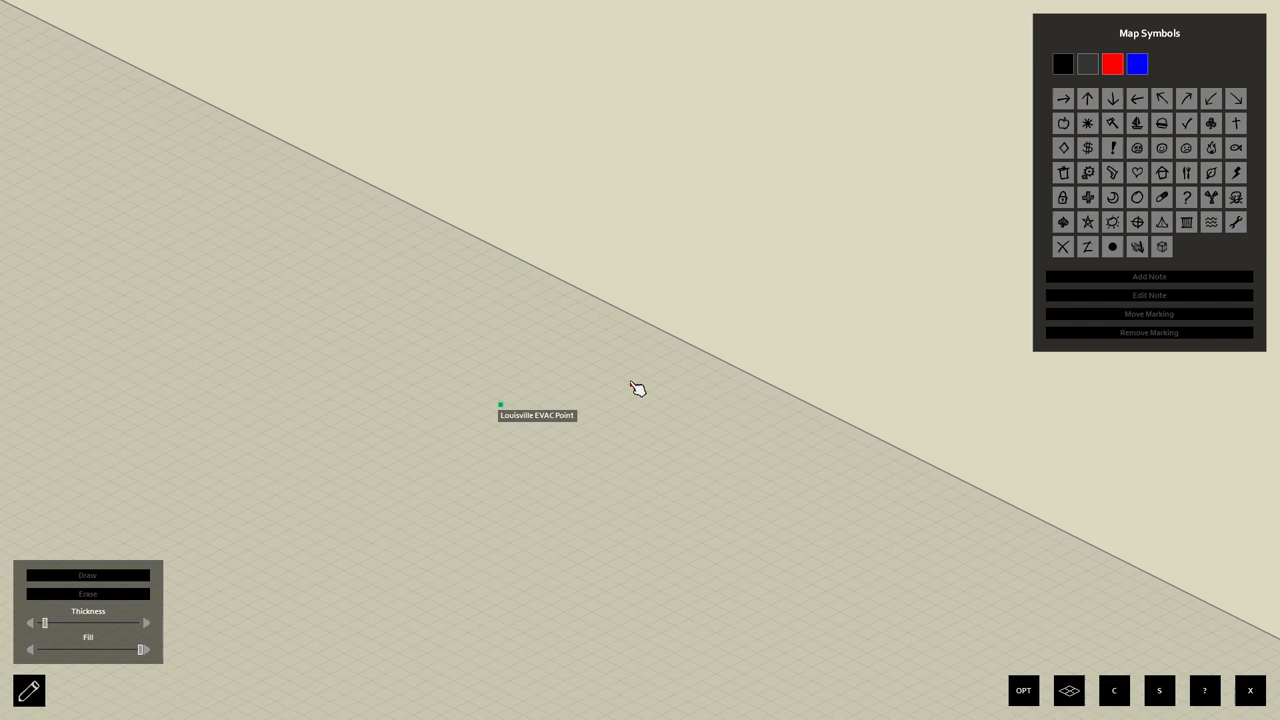 Map Symbols
Add Note
Edit Note
Move Marking
Remove Marking
Louisville EVAC Point
Draw
Erase
Thickness
Fill
OPT
C
S
?
X